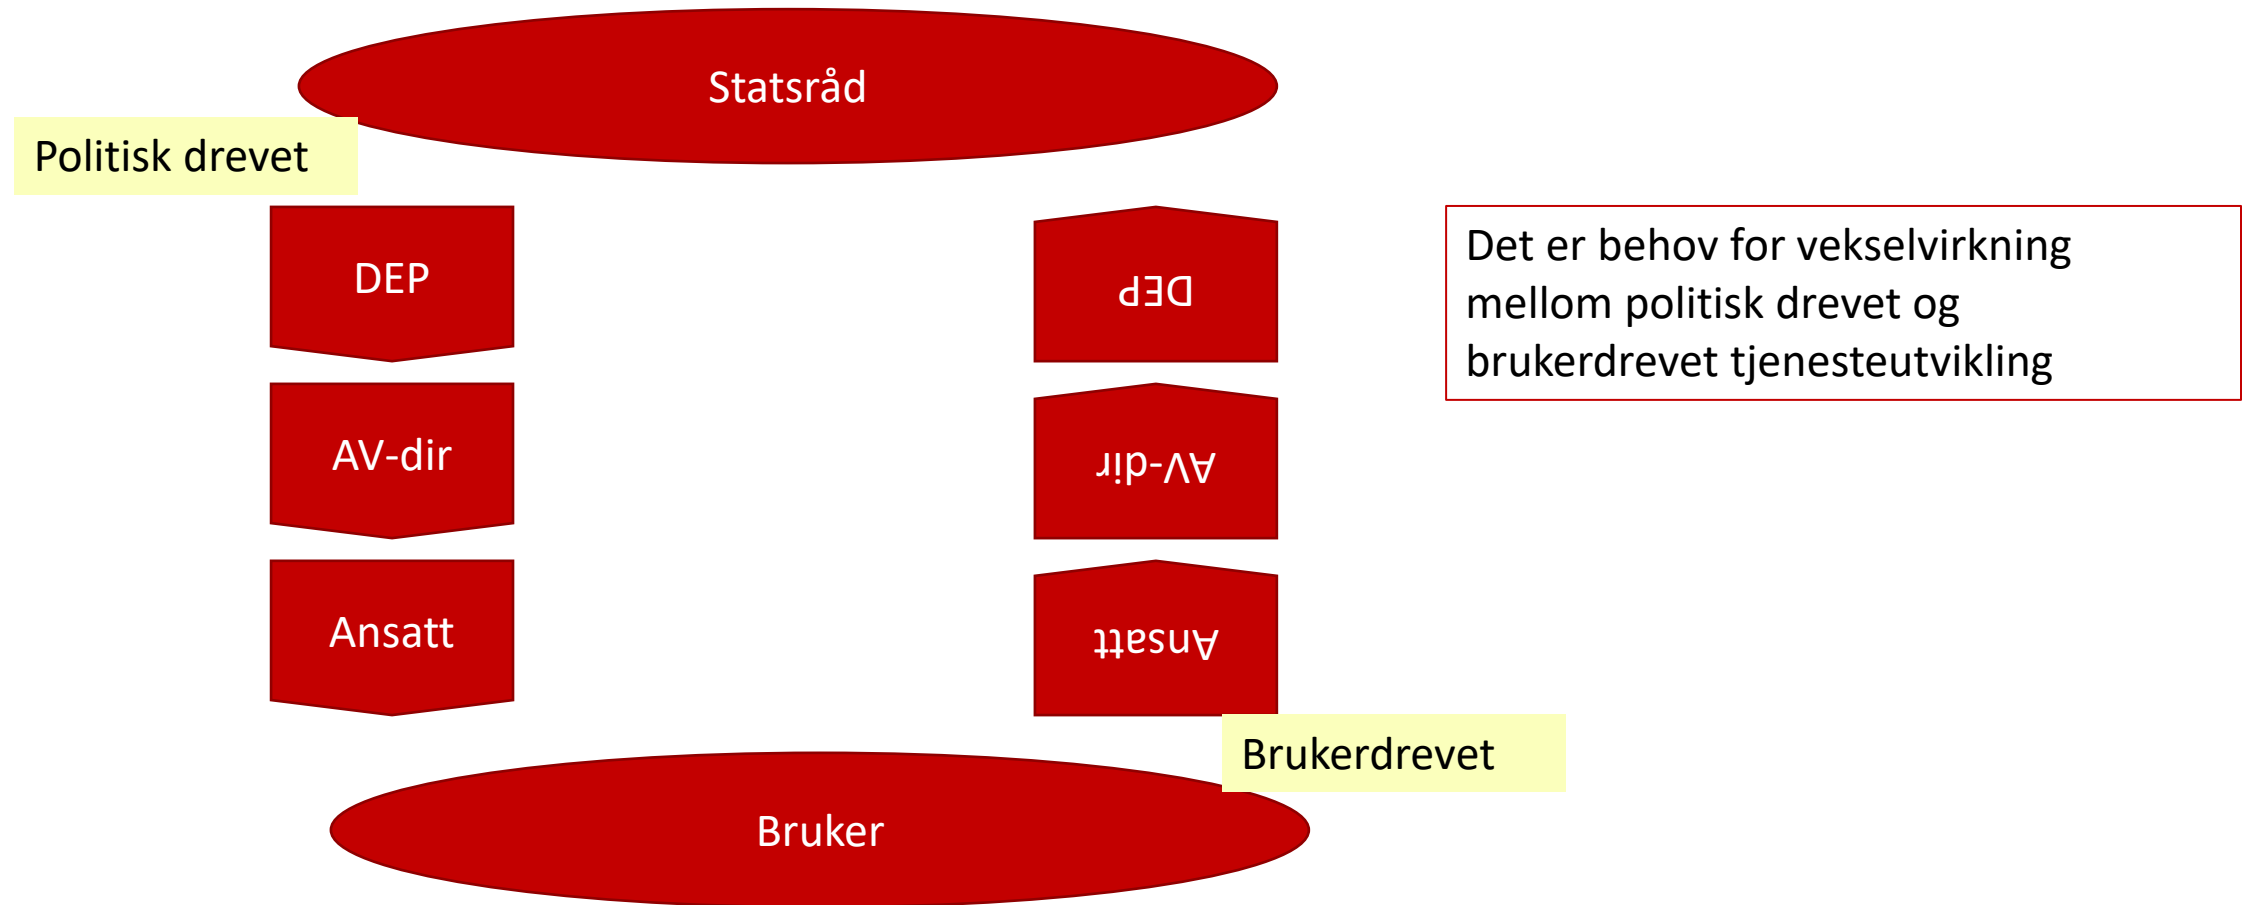 Statsråd
Politisk drevet
DEP
AV-dir
Ansatt
DEP
AV-dir
Ansatt
Det er behov for vekselvirkning
mellom politisk drevet og
brukerdrevet tjenesteutvikling
Brukerdrevet
Bruker